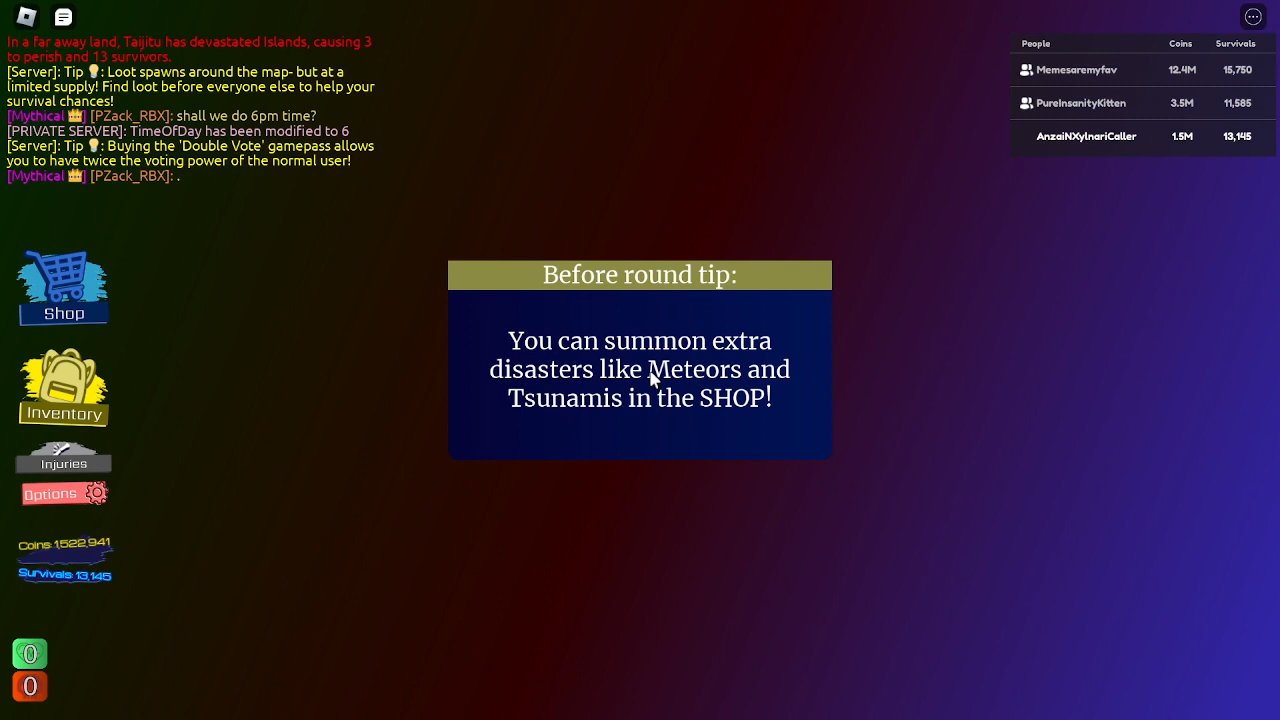 In a far away land, Taijitu has devastated Islands, causing 3
to perish and 13 survivors.
[Server]: Tip 💡: Loot spawns around the map- but at a
limited supply! Find loot before everyone else to help your
survival chances!
[Mythical 👑] [PZack_RBX]: shall we do 6pm time?
[PRIVATE SERVER]: TimeOfDay has been modified to 6
[Server]: Tip 💡: Buying the 'Double Vote' gamepass allows
you to have twice the voting power of the normal user!
[Mythical 👑] [PZack_RBX]: .
People Coins Survivals
Memesaremyfav 12.4M 15,750
PureInsanityKitten 3.5M 11,585
AnzaiNXylnariCaller 1.5M 13,145
Before round tip:
You can summon extra
disasters like Meteors and
Tsunamis in the SHOP!
Shop
Inventory
Injuries
Options
Coins: 1,522,941
Survivals: 13,145
0
0